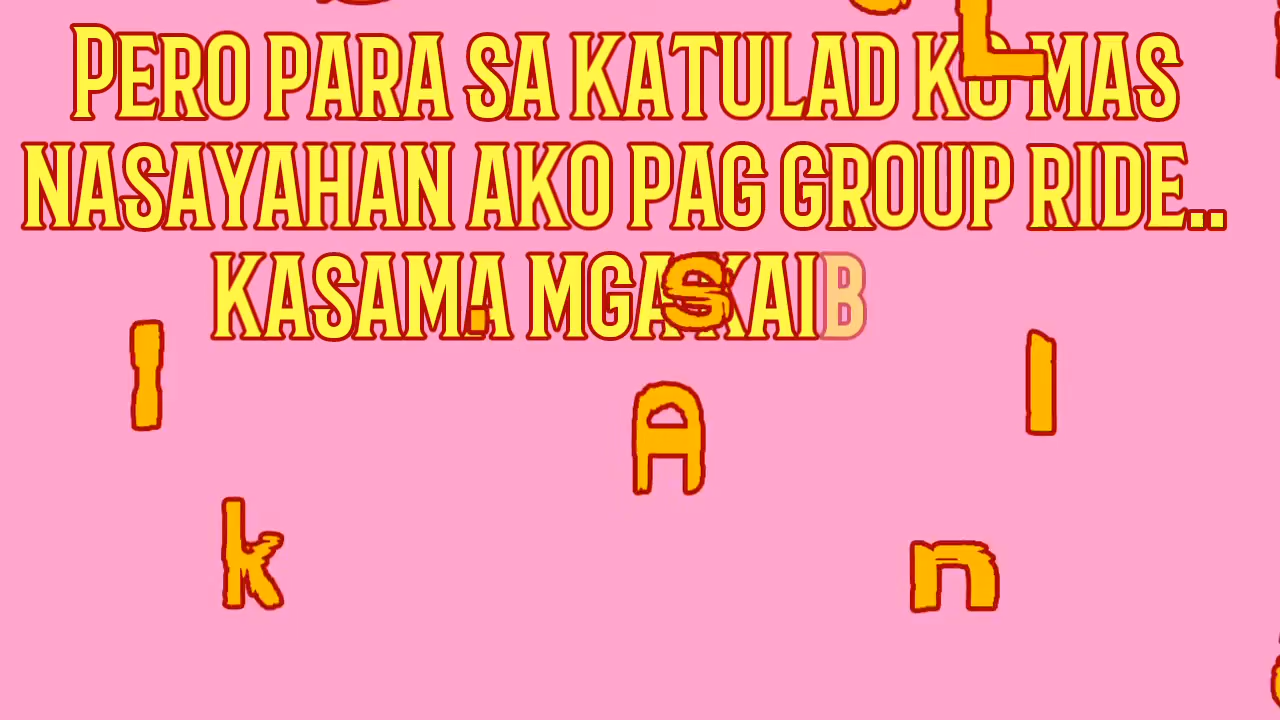 Pero para sa katulad ko mas
nasayahan ako pag group ride..
kasama mga kaib
L
. s
I A l
k n